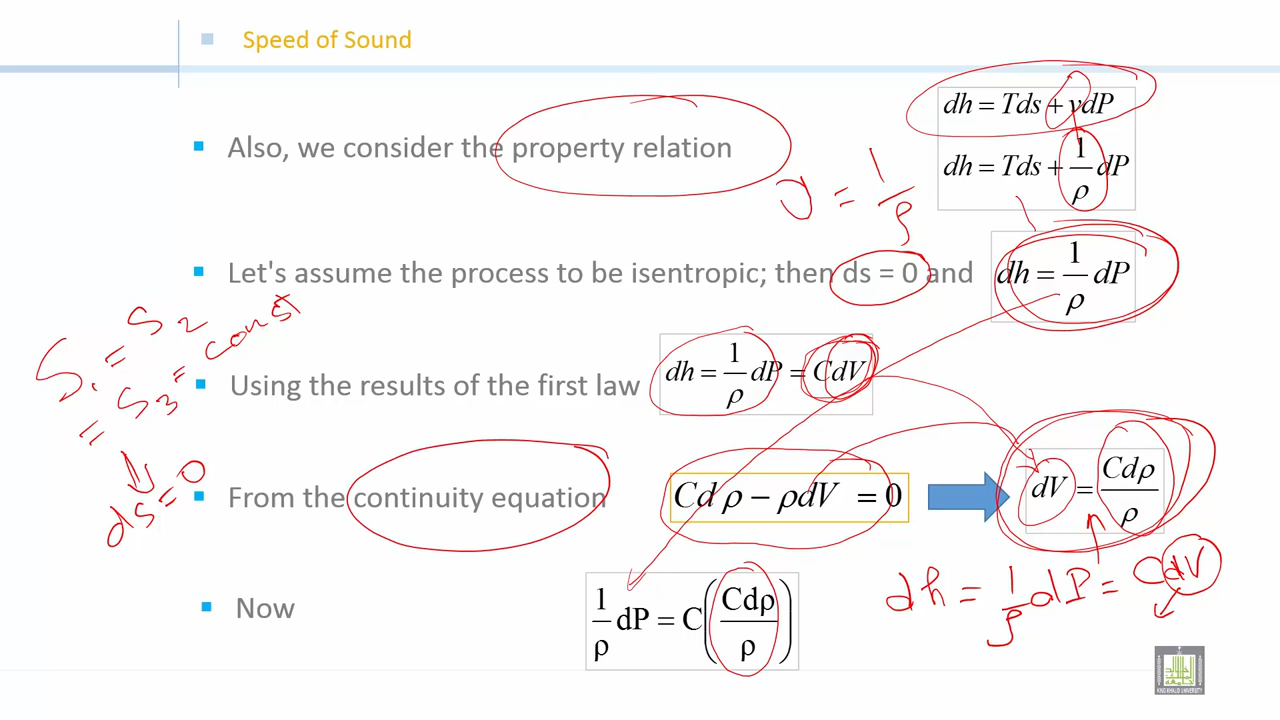 Speed of Sound
dh = Tds + vdP
Also, we consider the property relation
dh = Tds + 1/ρ dP
v = 1/ρ
Let's assume the process to be isentropic; then ds = 0 and
dh = 1/ρ dP
S₁ = S₂
= S₃ = const
Using the results of the first law
dh = 1/ρ dP = CdV
ds = 0
From the continuity equation
Cdρ − ρdV = 0
dV = Cdρ/ρ
dh = 1/ρ dP = CdV
Now
1/ρ dP = C(Cdρ/ρ)
KING KHALID UNIVERSITY